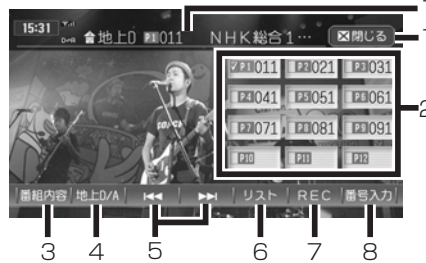 15:31 D/A 地上D P1 011 NHK総合1… ×閉じる
P1 011 P2 021 P3 031
P4 041 P5 051 P6 061
P7 071 P8 081 P9 091
P10 P11 P12
番組内容 地上D/A リスト REC 番号入力
2
3 4 5 6 7 8